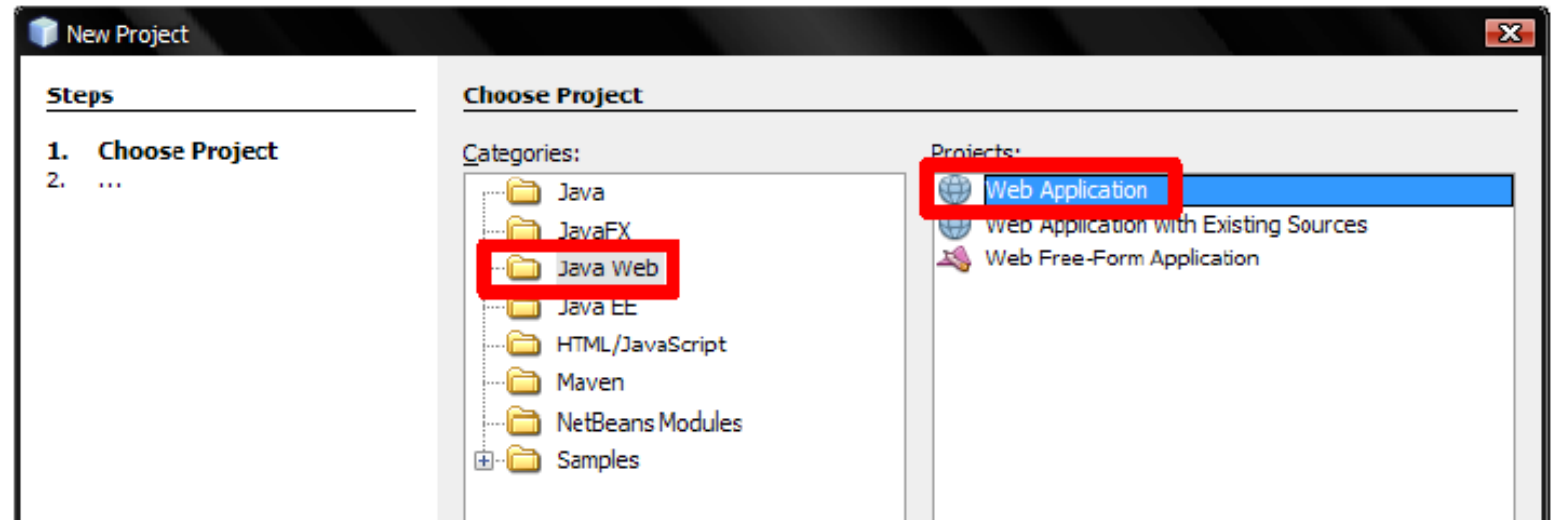 New Project
Steps
1. Choose Project
2. ...
Choose Project
Categories:
Java
JavaFX
Java Web
Java EE
HTML/JavaScript
Maven
NetBeans Modules
Samples
Projects:
Web Application
Web Application with Existing Sources
Web Free-Form Application